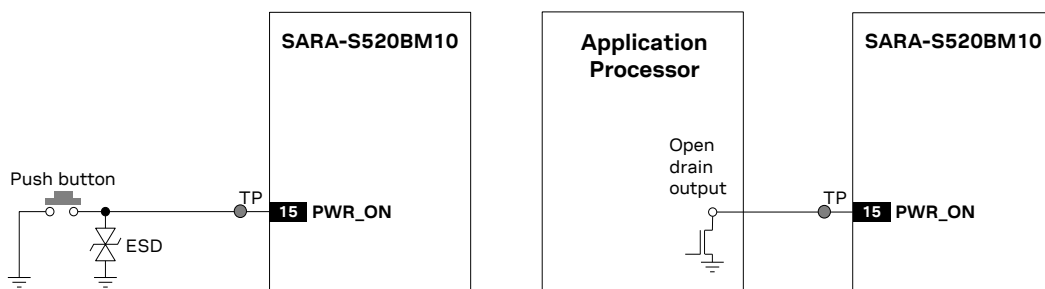 SARA-S520BM10
Push button
TP
15 PWR_ON
ESD
Application
Processor
Open
drain
output
SARA-S520BM10
TP
15 PWR_ON